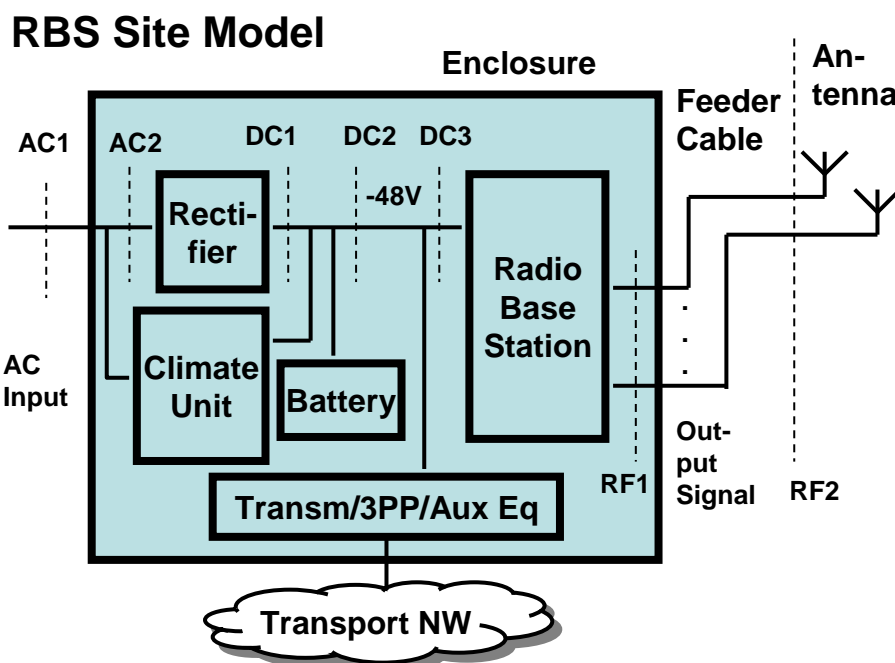 RBS Site Model
Enclosure
An-
tenna
Feeder
Cable
AC1
AC2
DC1
DC2
DC3
-48V
Recti-
fier
Radio
Base
Station
Climate
Unit
Battery
AC
Input
Transm/3PP/Aux Eq
RF1
Out-
put
Signal
RF2
Transport NW